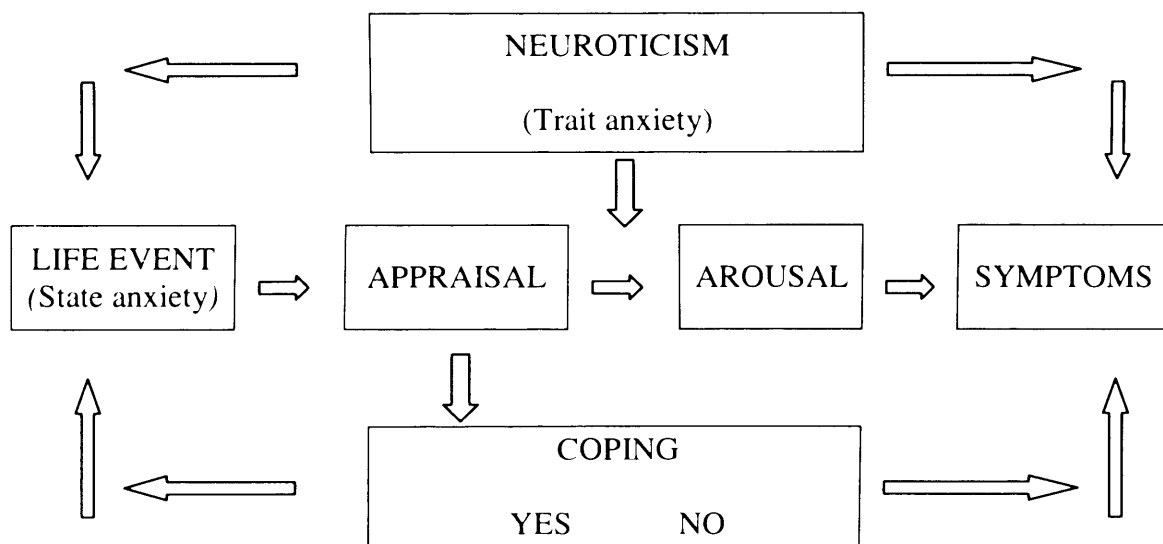 NEUROTICISM
(Trait anxiety)
LIFE EVENT
(State anxiety)
APPRAISAL
AROUSAL
SYMPTOMS
COPING
YES NO